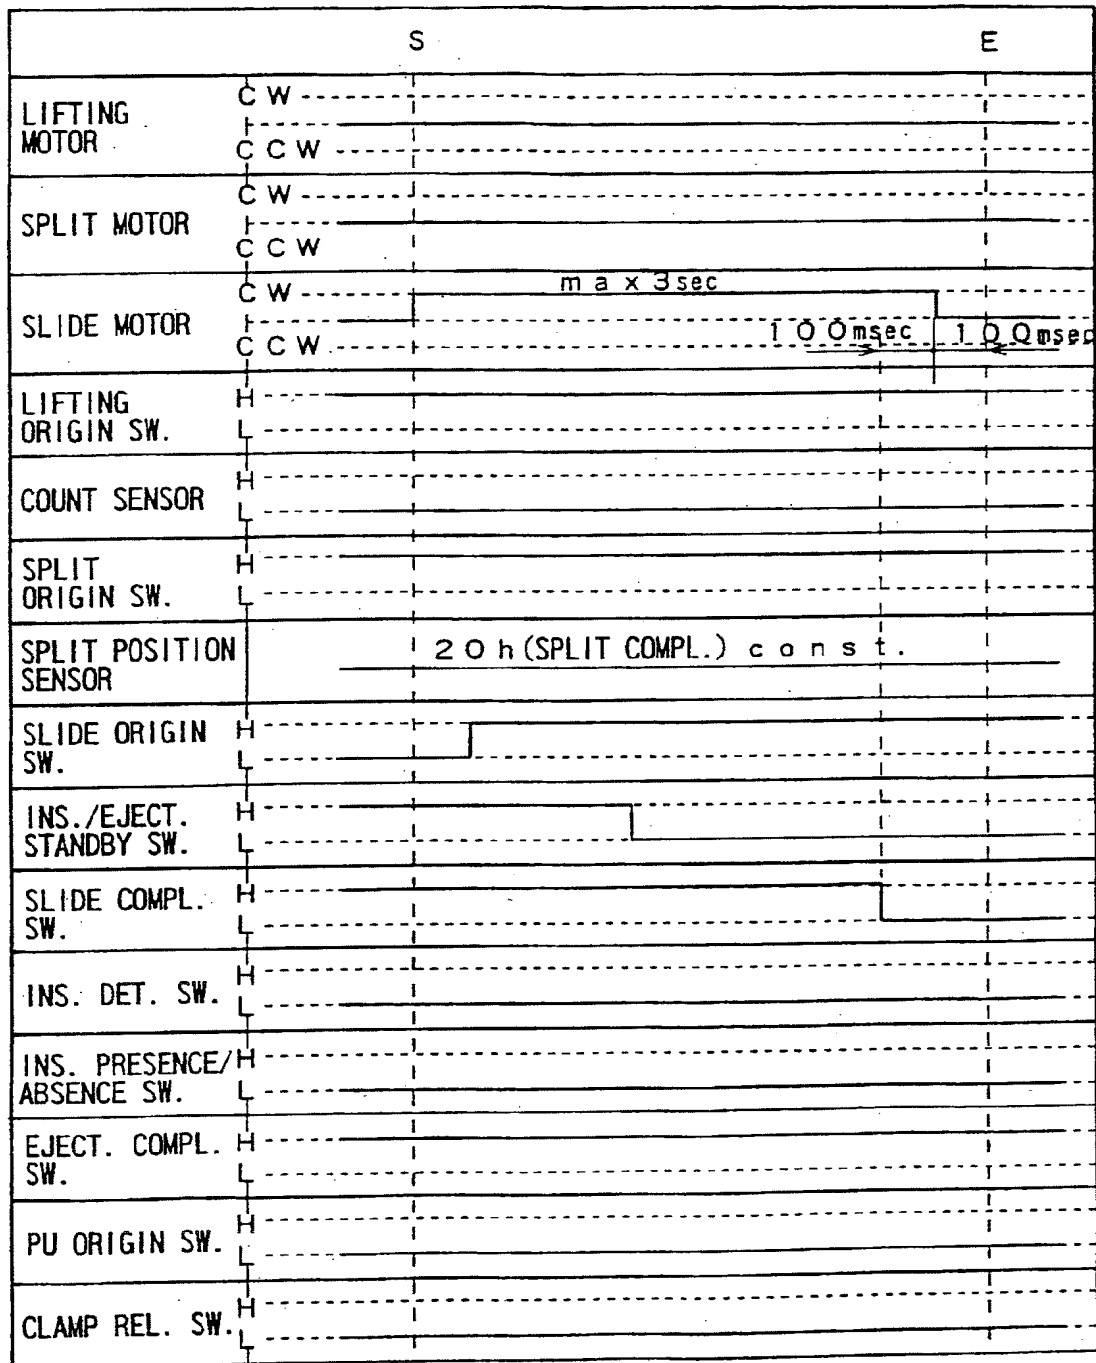 S E
LIFTING
MOTOR
CW
CCW
SPLIT MOTOR
CW
CCW
SLIDE MOTOR
CW
max 3sec
100msec 100msec
CCW
LIFTING
ORIGIN SW.
H
L
COUNT SENSOR
H
L
SPLIT
ORIGIN SW.
H
L
SPLIT POSITION
SENSOR
20h(SPLIT COMPL.) const.
SLIDE ORIGIN
SW.
H
L
INS./EJECT.
STANDBY SW.
H
L
SLIDE COMPL.
SW.
H
L
INS. DET. SW.
H
L
INS. PRESENCE/
ABSENCE SW.
H
L
EJECT. COMPL.
SW.
H
L
PU ORIGIN SW.
H
L
CLAMP REL. SW.
H
L